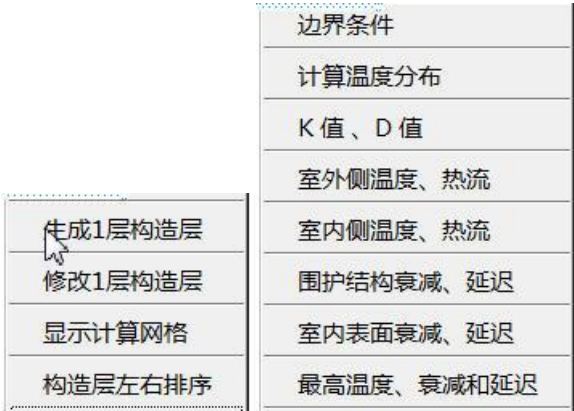 生成1层构造层
修改1层构造层
显示计算网格
构造层左右排序
边界条件
计算温度分布
K值、D值
室外侧温度、热流
室内侧温度、热流
围护结构衰减、延迟
室内表面衰减、延迟
最高温度、衰减和延迟